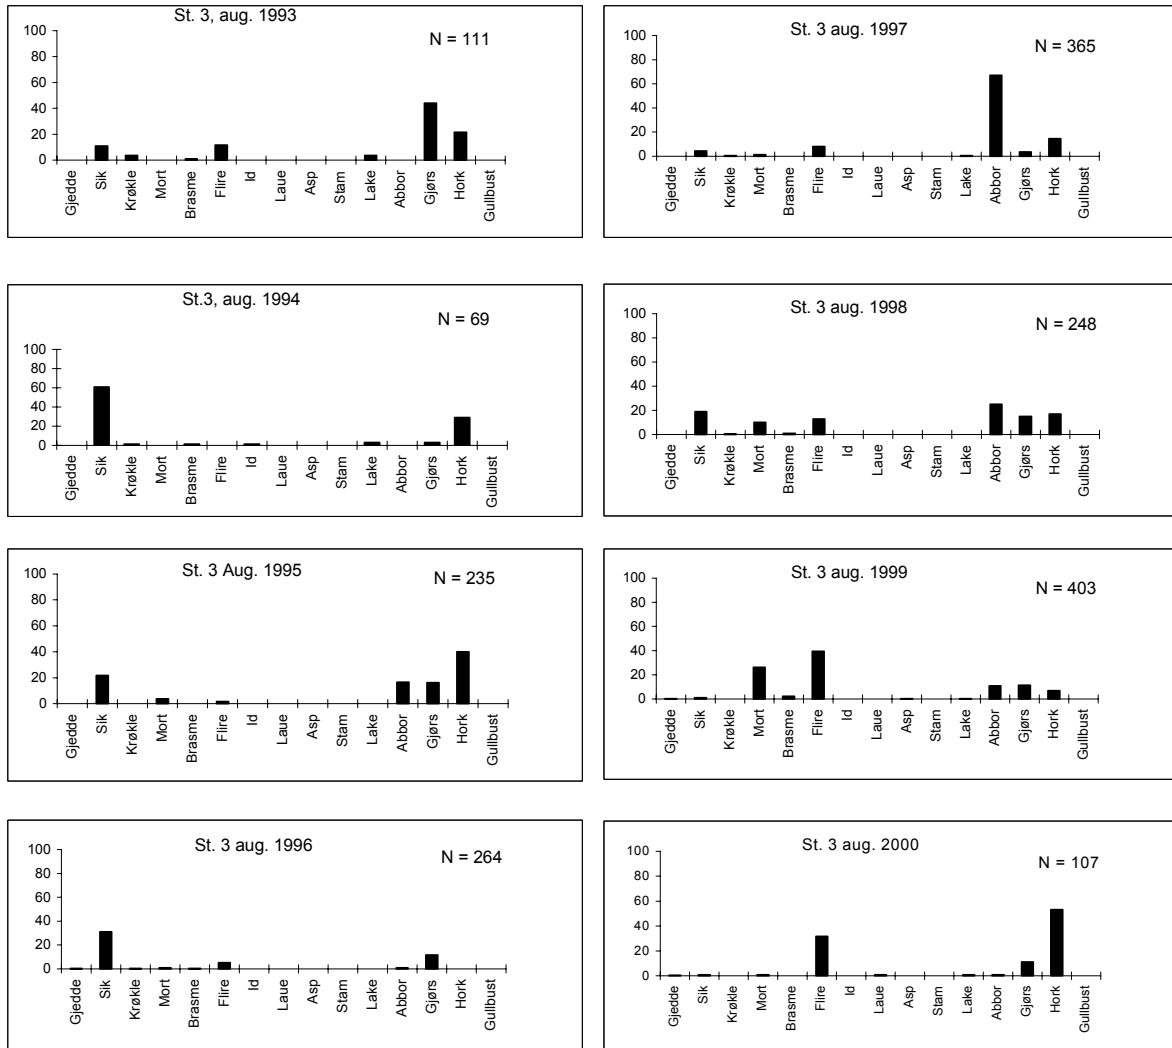 St. 3, aug. 1993
N = 111
100
80
60
40
20
0
Gjedde
Sik
Krøkle
Mort
Brasme
Flire
Id
Laue
Asp
Stam
Lake
Abbor
Gjørs
Hork
Gullbust
St. 3 aug. 1997
N = 365
100
80
60
40
20
0
Gjedde
Sik
Krøkle
Mort
Brasme
Flire
Id
Laue
Asp
Stam
Lake
Abbor
Gjørs
Hork
Gullbust
St.3, aug. 1994
N = 69
100
80
60
40
20
0
Gjedde
Sik
Krøkle
Mort
Brasme
Flire
Id
Laue
Asp
Stam
Lake
Abbor
Gjørs
Hork
Gullbust
St. 3 aug. 1998
N = 248
100
80
60
40
20
0
Gjedde
Sik
Krøkle
Mort
Brasme
Flire
Id
Laue
Asp
Stam
Lake
Abbor
Gjørs
Hork
Gullbust
St. 3 Aug. 1995
N = 235
100
80
60
40
20
0
Gjedde
Sik
Krøkle
Mort
Brasme
Flire
Id
Laue
Asp
Stam
Lake
Abbor
Gjørs
Hork
Gullbust
St. 3 aug. 1999
N = 403
100
80
60
40
20
0
Gjedde
Sik
Krøkle
Mort
Brasme
Flire
Id
Laue
Asp
Stam
Lake
Abbor
Gjørs
Hork
Gullbust
St. 3 aug. 1996
N = 264
100
80
60
40
20
0
Gjedde
Sik
Krøkle
Mort
Brasme
Flire
Id
Laue
Asp
Stam
Lake
Abbor
Gjørs
Hork
Gullbust
St. 3 aug. 2000
N = 107
100
80
60
40
20
0
Gjedde
Sik
Krøkle
Mort
Brasme
Flire
Id
Laue
Asp
Stam
Lake
Abbor
Gjørs
Hork
Gullbust